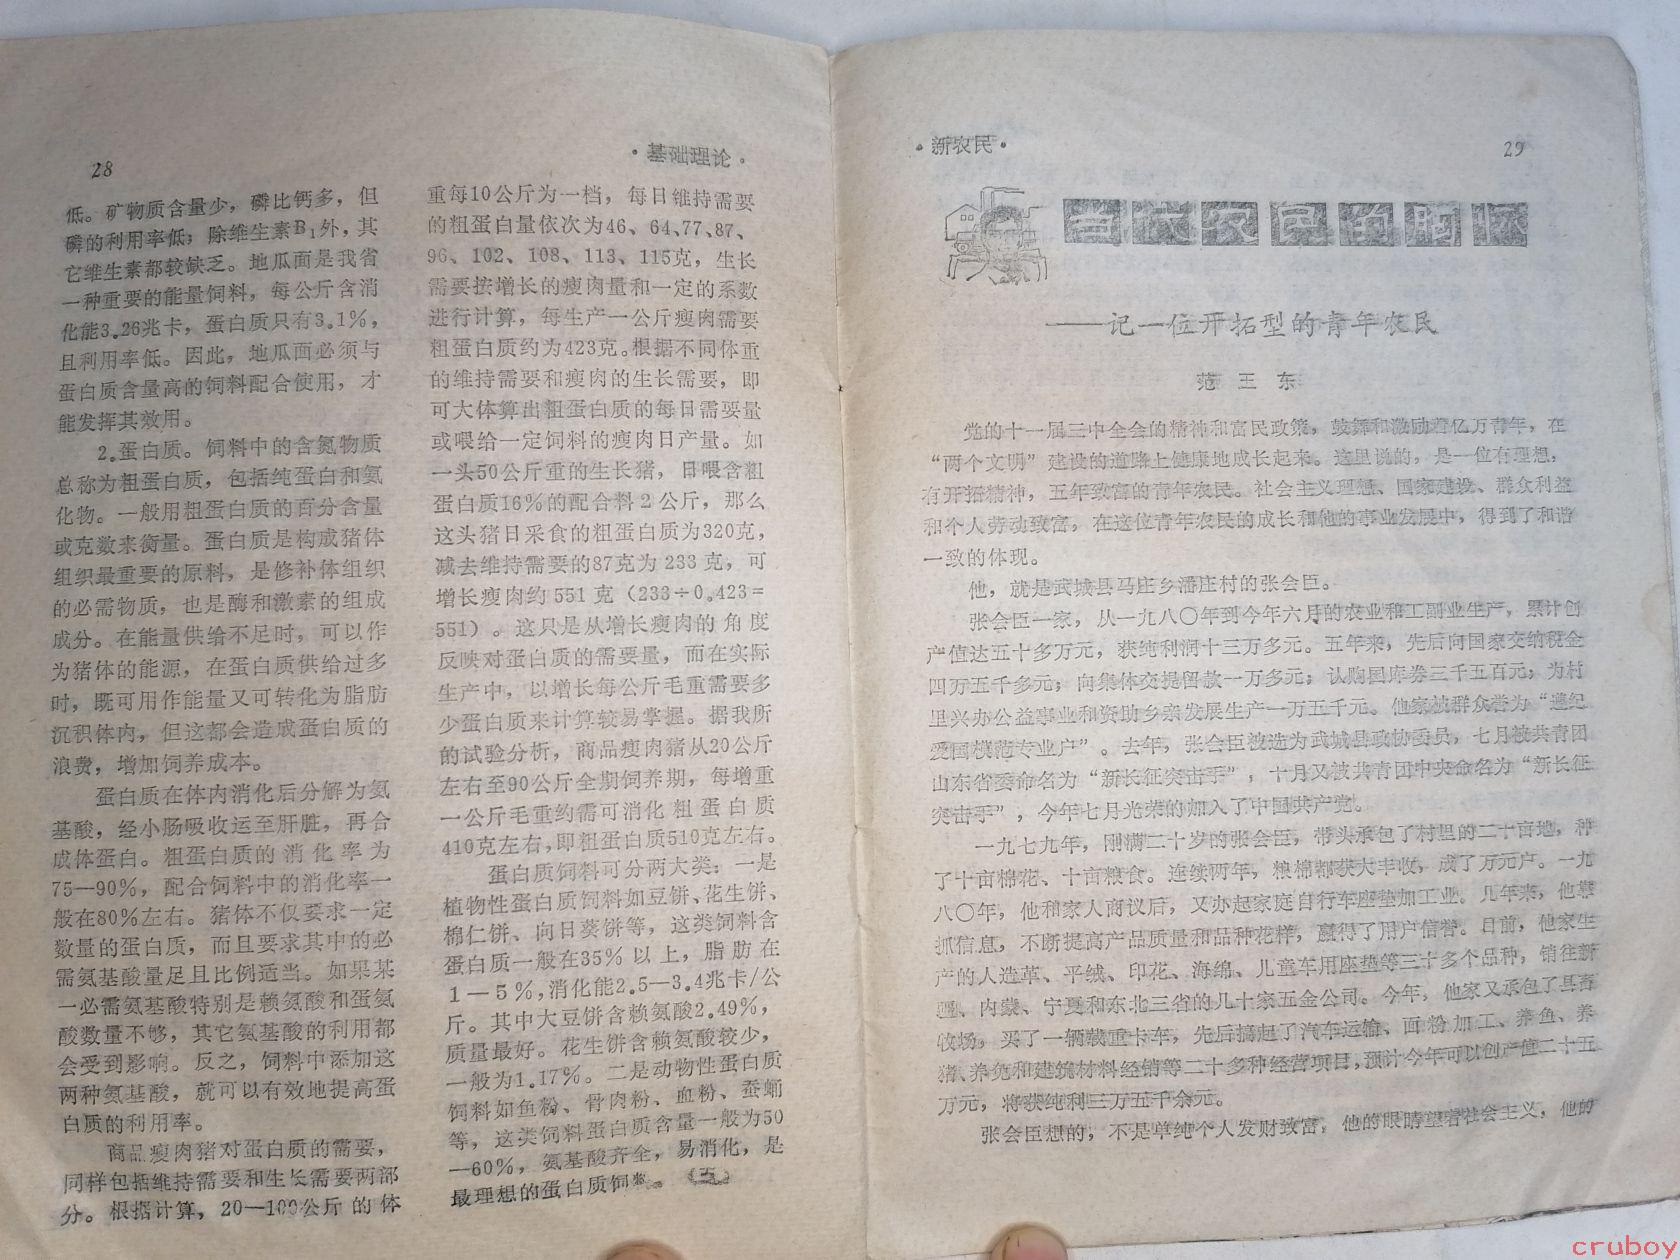 28
·基础理论·
低。矿物质含量少，磷比钙多，但
磷的利用率低；除维生素B₁外，其
它维生素都较缺乏。地瓜面是我省
一种重要的能量饲料，每公斤含消
化能3.26兆卡，蛋白质只有3.1％，
且利用率低。因此，地瓜面必须与
蛋白质含量高的饲料配合使用，才
能发挥其效用。
2.蛋白质。饲料中的含氮物质
总称为粗蛋白质，包括纯蛋白和氨
化物。一般用粗蛋白质的百分含量
或克数来衡量。蛋白质是构成猪体
组织最重要的原料，是修补体组织
的必需物质，也是酶和激素的组成
成分。在能量供给不足时，可以作
为猪体的能源，在蛋白质供给过多
时，既可用作能量又可转化为脂肪
沉积体内，但这都会造成蛋白质的
浪费，增加饲养成本。
蛋白质在体内消化后分解为氨
基酸，经小肠吸收运至肝脏，再合
成体蛋白。粗蛋白质的消化率为
75—90％，配合饲料中的消化率一
般在80％左右。猪体不仅要求一定
数量的蛋白质，而且要求其中的必
需氨基酸量足且比例适当。如果某
一必需氨基酸特别是赖氨酸和蛋氨
酸数量不够，其它氨基酸的利用都
会受到影响。反之，饲料中添加这
两种氨基酸，就可以有效地提高蛋
白质的利用率。
商品瘦肉猪对蛋白质的需要，
同样包括维持需要和生长需要两部
分。根据计算，20—100公斤的体
重每10公斤为一档，每日维持需要
的粗蛋白量依次为46、64、77、87、
96、102、108、113、115克，生长
需要按增长的瘦肉量和一定的系数
进行计算，每生产一公斤瘦肉需要
粗蛋白质约为423克。根据不同体重
的维持需要和瘦肉的生长需要，即
可大体算出粗蛋白质的每日需要量
或喂给一定饲料的瘦肉日产量。如
一头50公斤重的生长猪，日喂含粗
蛋白质16％的配合料2公斤，那么
这头猪日采食的粗蛋白质为320克，
减去维持需要的87克为233克，可
增长瘦肉约551克（233÷0.423＝
551）。这只是从增长瘦肉的角度
反映对蛋白质的需要量，而在实际
生产中，以增长每公斤毛重需要多
少蛋白质来计算较易掌握。据我所
的试验分析，商品瘦肉猪从20公斤
左右至90公斤全期饲养期，每增重
一公斤毛重约需可消化粗蛋白质
410克左右，即粗蛋白质510克左右。
蛋白质饲料可分两大类：一是
植物性蛋白质饲料如豆饼、花生饼、
棉仁饼、向日葵饼等，这类饲料含
蛋白质一般在35％以上，脂肪在
1—5％，消化能2.5—3.4兆卡/公
斤。其中大豆饼含赖氨酸2.49％，
质量最好。花生饼含赖氨酸较少，
一般为1.17％。二是动物性蛋白质
饲料如鱼粉、骨肉粉、血粉、蚕蛹
等，这类饲料蛋白质含量一般为50
—60％，氨基酸齐全，易消化，是
最理想的蛋白质饲料。
·新农民·
29
当代农民的胸怀
——记一位开拓型的青年农民
范王东
党的十一届三中全会的精神和富民政策，鼓舞和激励着亿万青年，在
“两个文明”建设的道路上健康地成长起来。这里说的，是一位有理想，
有开拓精神，五年致富的青年农民。社会主义理想、国家建设、群众利益
和个人劳动致富，在这位青年农民的成长和他的事业发展中，得到了和谐
一致的体现。
他，就是武城县马庄乡潘庄村的张会臣。
张会臣一家，从一九八〇年到今年六月的农业和工副业生产，累计创
产值达五十多万元，获纯利润十三万多元。五年来，先后向国家交纳税金
四万五千多元；向集体交提留款一万多元；认购国库券三千五百元；为村
里兴办公益事业和资助乡亲发展生产一万五千元。他家被群众誉为“遵纪
爱国模范专业户”。去年，张会臣被选为武城县政协委员，七月被共青团
山东省委命名为“新长征突击手”，十月又被共青团中央命名为“新长征
突击手”，今年七月光荣的加入了中国共产党。
一九七九年，刚满二十岁的张会臣，带头承包了村里的二十亩地，种
了十亩棉花、十亩粮食。连续两年，粮棉都获大丰收，成了万元户。一九
八〇年，他和家人商议后，又办起家庭自行车座垫加工业。几年来，他靠
抓信息，不断提高产品质量和品种花样，赢得了用户信誉。目前，他家生
产的人造革、平绒、印花、海绵、儿童车用座垫等三十多个品种，销往新
疆、内蒙、宁夏和东北三省的几十家五金公司。今年，他家又承包了县畜
牧场，买了一辆载重卡车，先后搞起了汽车运输、面粉加工、养鱼、养
猪、养兔和建筑材料经销等二十多种经营项目，预计今年可以创产值二十五
万元，将获纯利三万五千余元。
张会臣想的，不是单纯个人发财致富，他的眼睛望着社会主义，他的
cruboy